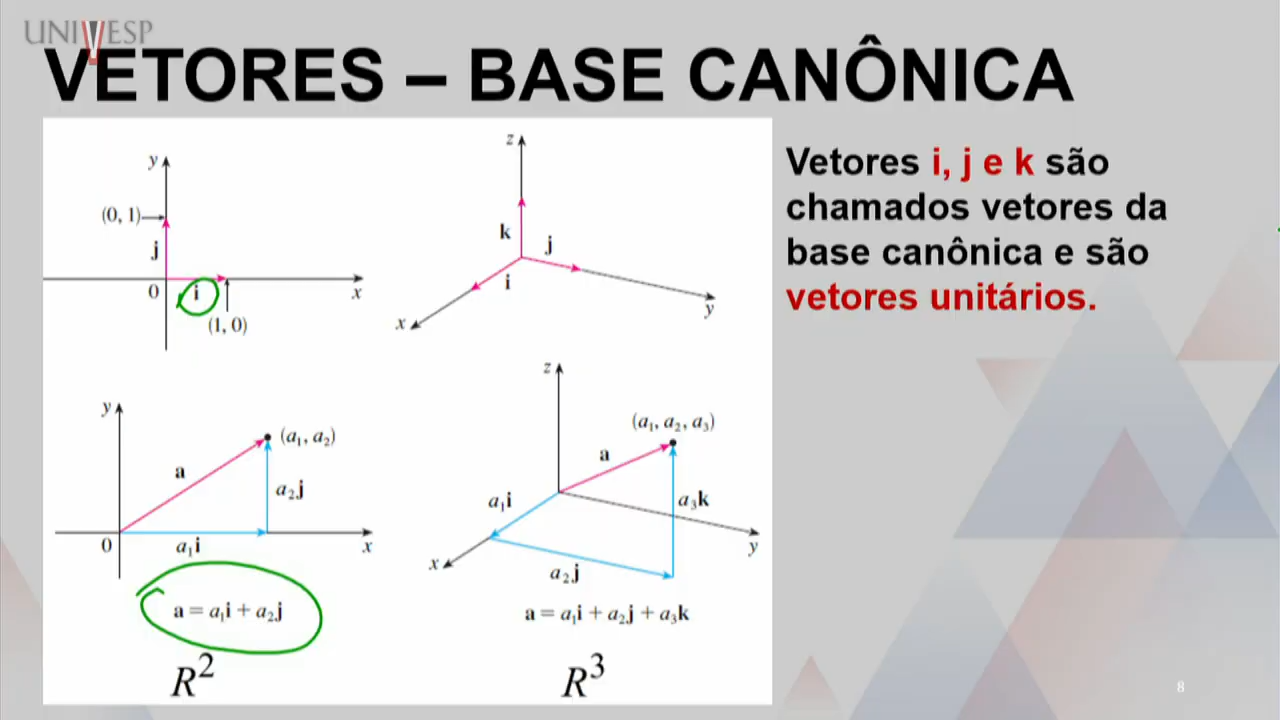 UNIVESP
VETORES – BASE CANÔNICA
y
(0, 1)
j
0
i
x
(1, 0)
z
k
j
i
x
y
Vetores i, j e k são
chamados vetores da
base canônica e são
vetores unitários.
y
(a₁, a₂)
a
a₂j
0
a₁i
x
a = a₁i + a₂j
R²
z
(a₁, a₂, a₃)
a
a₁i
a₃k
y
x
a₂j
a = a₁i + a₂j + a₃k
R³
8